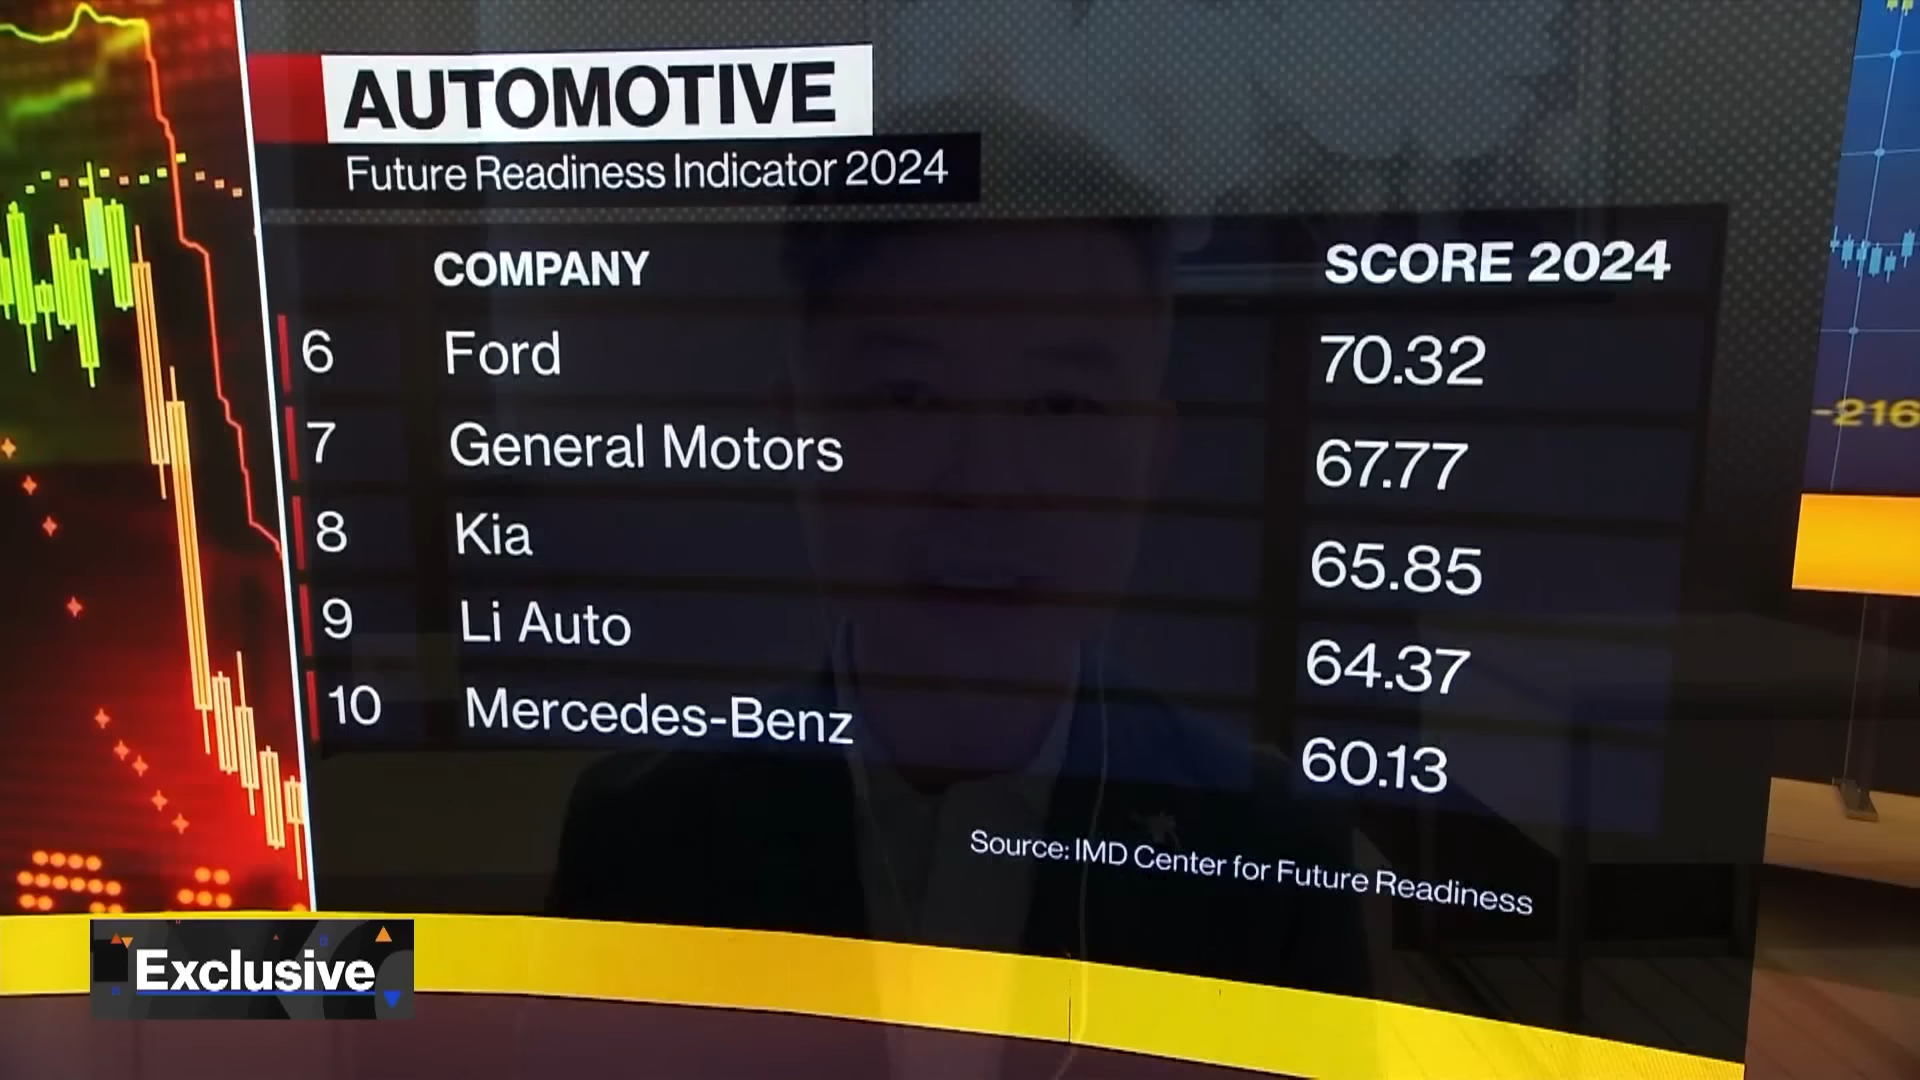 AUTOMOTIVE
Future Readiness Indicator 2024
COMPANY SCORE 2024
6 Ford 70.32
7 General Motors 67.77
8 Kia 65.85
9 Li Auto 64.37
10 Mercedes-Benz 60.13
Source: IMD Center for Future Readiness
-216
Exclusive